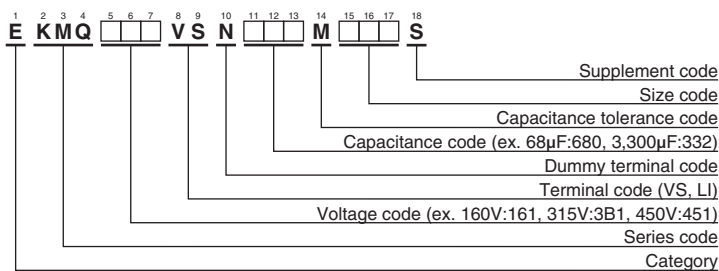 1 2 3 4 5 6 7 8 9 10 11 12 13 14 15 16 17 18
E KMQ VS N M S
Supplement code
Size code
Capacitance tolerance code
Capacitance code (ex. 68µF:680, 3,300µF:332)
Dummy terminal code
Terminal code (VS, LI)
Voltage code (ex. 160V:161, 315V:3B1, 450V:451)
Series code
Category